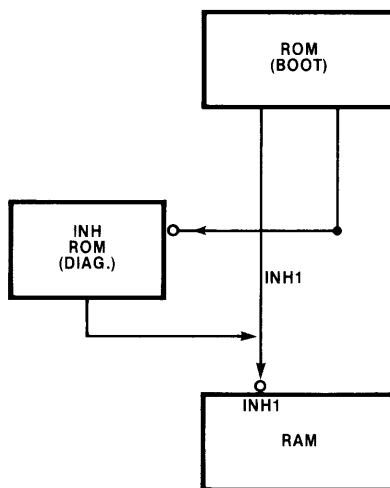 ROM
(BOOT)
INH
ROM
(DIAG.)
INH1
INH1
RAM